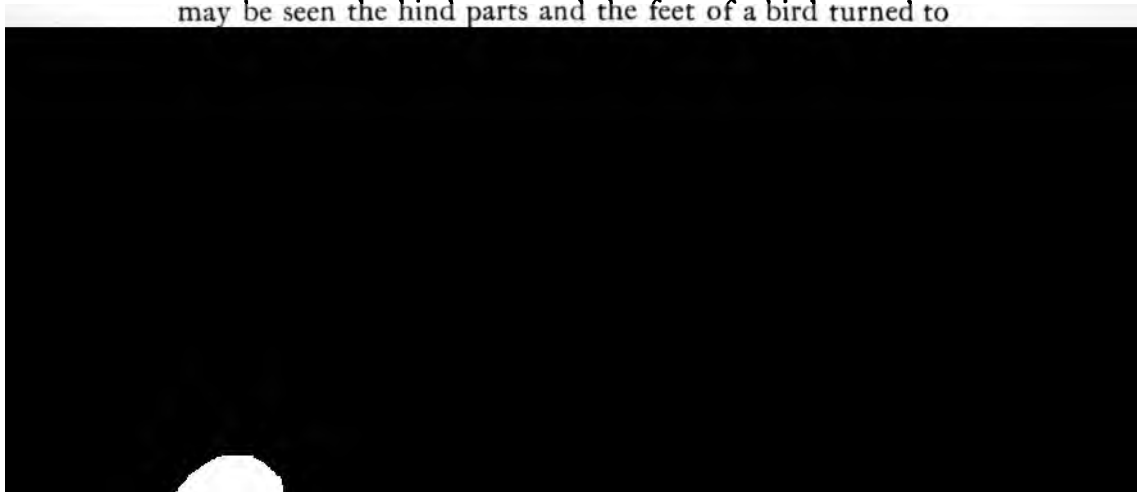 may be seen the hind parts and the feet of a bird turned to